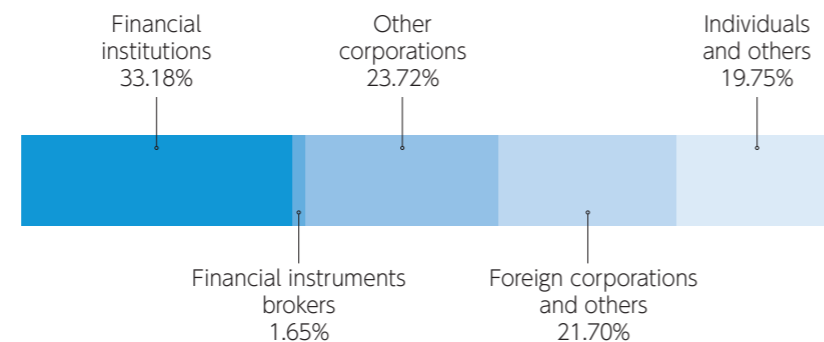 Financial
institutions
33.18%
Other
corporations
23.72%
Individuals
and others
19.75%
Financial instruments
brokers
1.65%
Foreign corporations
and others
21.70%